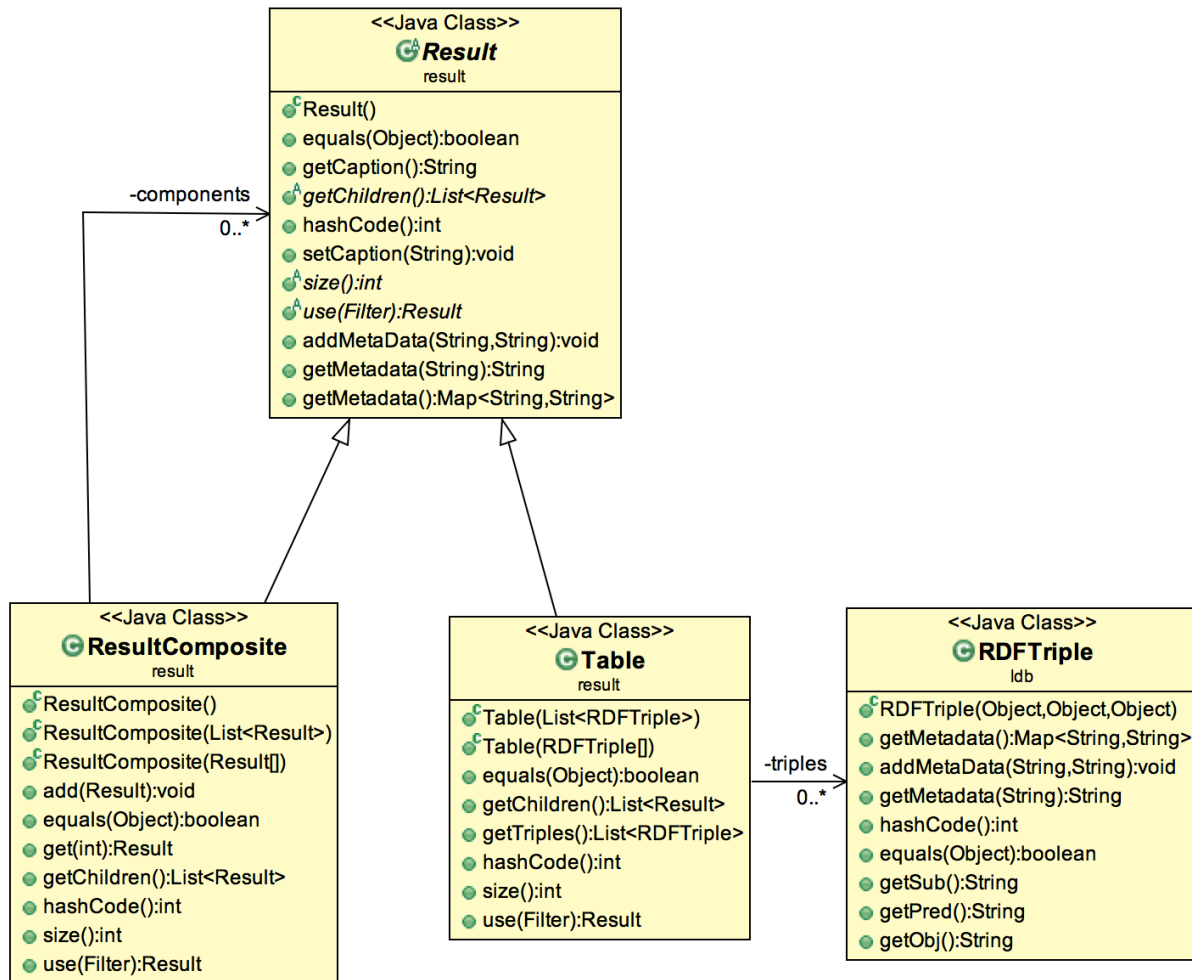 <<Java Class>>
Result
result
Result()
equals(Object):boolean
getCaption():String
getChildren():List<Result>
hashCode():int
setCaption(String):void
size():int
use(Filter):Result
addMetaData(String,String):void
getMetadata(String):String
getMetadata():Map<String,String>
-components
0..*
<<Java Class>>
ResultComposite
result
ResultComposite()
ResultComposite(List<Result>)
ResultComposite(Result[])
add(Result):void
equals(Object):boolean
get(int):Result
getChildren():List<Result>
hashCode():int
size():int
use(Filter):Result
<<Java Class>>
Table
result
Table(List<RDFTriple>)
Table(RDFTriple[])
equals(Object):boolean
getChildren():List<Result>
getTriples():List<RDFTriple>
hashCode():int
size():int
use(Filter):Result
-triples
0..*
<<Java Class>>
RDFTriple
ldb
RDFTriple(Object,Object,Object)
getMetadata():Map<String,String>
addMetaData(String,String):void
getMetadata(String):String
hashCode():int
equals(Object):boolean
getSub():String
getPred():String
getObj():String